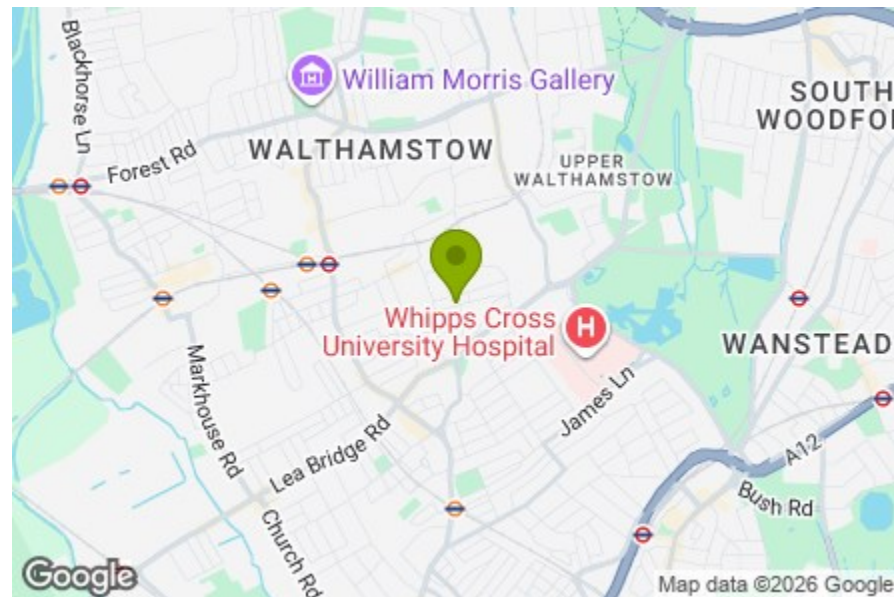 Blackhorse Ln
William Morris Gallery
SOUTH
WOODFO
Forest Rd
WALTHAMSTOW
UPPER
WALTHAMSTOW
Whipps Cross
University Hospital
H
WANSTEAD
Markhouse Rd
James Ln
Lea Bridge Rd
A12
Bush Rd
Church Rd
Google
Map data ©2026 Google